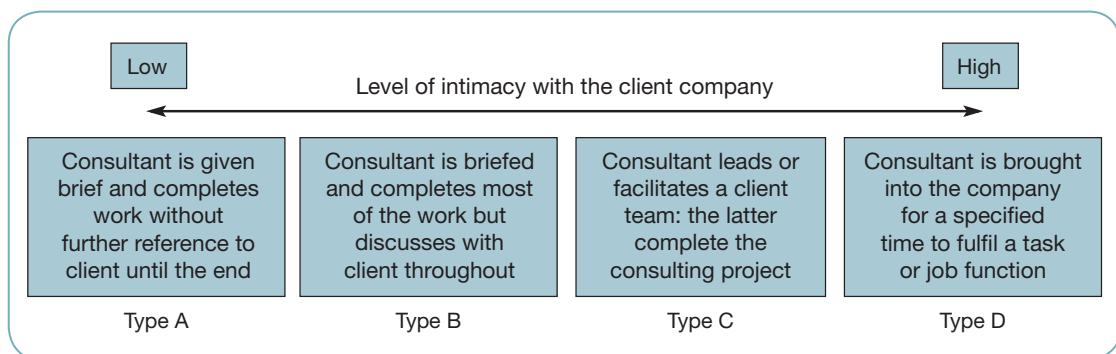 Low
High
Level of intimacy with the client company
Consultant is given
brief and completes
work without
further reference to
client until the end
Consultant is briefed
and completes most
of the work but
discusses with
client throughout
Consultant leads or
facilitates a client
team: the latter
complete the
consulting project
Consultant is brought
into the company
for a specified
time to fulfil a task
or job function
Type A
Type B
Type C
Type D